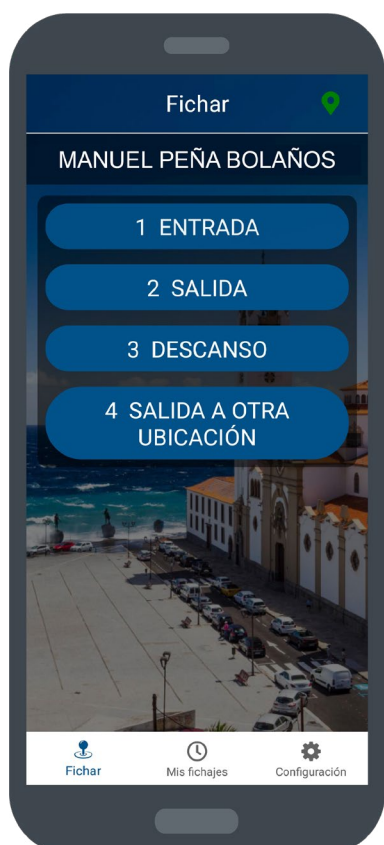 Fichar
MANUEL PEÑA BOLAÑOS
1 ENTRADA
2 SALIDA
3 DESCANSO
4 SALIDA A OTRA
UBICACIÓN
Fichar
Mis fichajes
Configuración